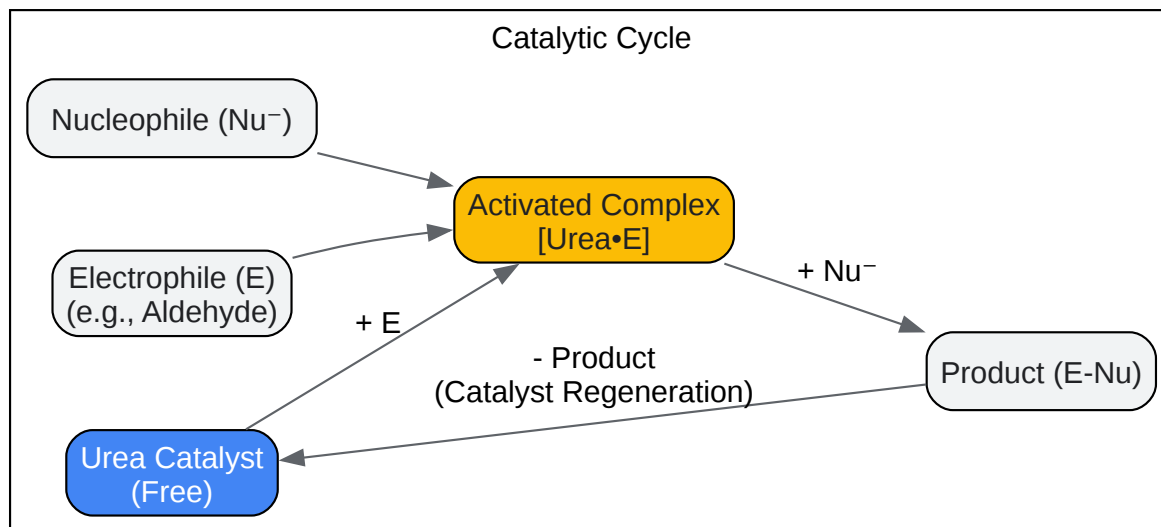 Catalytic Cycle
Nucleophile (Nu⁻)
Activated Complex
[Urea•E]
Electrophile (E)
(e.g., Aldehyde)
+ Nu⁻
+ E
- Product
(Catalyst Regeneration)
Product (E-Nu)
Urea Catalyst
(Free)